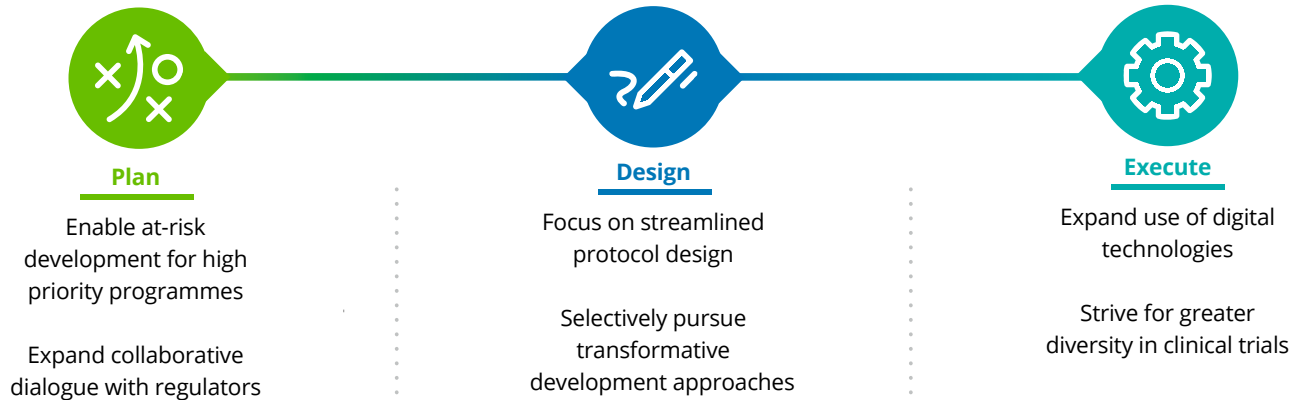 Plan
Enable at-risk
development for high
priority programmes
Expand collaborative
dialogue with regulators
Design
Focus on streamlined
protocol design
Selectively pursue
transformative
development approaches
Execute
Expand use of digital
technologies
Strive for greater
diversity in clinical trials